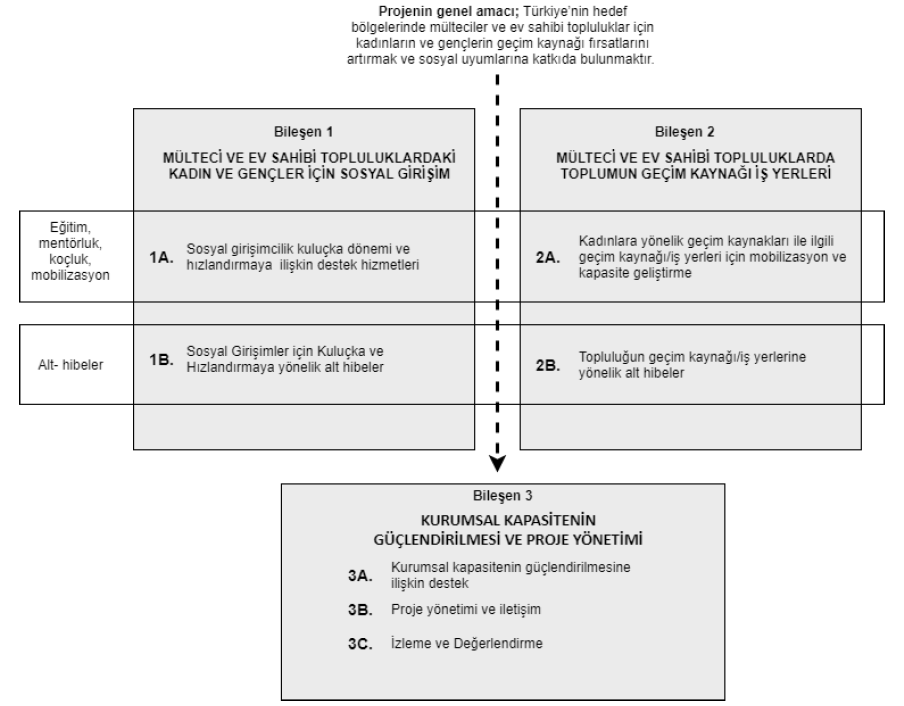 Projenin genel amacı; Türkiye'nin hedef
bölgelerinde mülteciler ve ev sahibi topluluklar için
kadınların ve gençlerin geçim kaynağı fırsatlarını
artırmak ve sosyal uyumlarına katkıda bulunmaktır.
Bileşen 1
MÜLTECİ VE EV SAHİBİ TOPLULUKLARDAKİ
KADIN VE GENÇLER İÇİN SOSYAL GİRİŞİM
Bileşen 2
MÜLTECİ VE EV SAHİBİ TOPLULUKLARDA
TOPLUMUN GEÇİM KAYNAĞI İŞ YERLERİ
Eğitim,
mentörluk,
koçluk,
mobilizasyon
1A. Sosyal girişimcilik kuluçka dönemi ve
hızlandırmaya ilişkin destek hizmetleri
2A. Kadınlara yönelik geçim kaynakları ile ilgili
geçim kaynağı/iş yerleri için mobilizasyon ve
kapasite geliştirme
Alt- hibeler
1B. Sosyal Girişimler için Kuluçka ve
Hızlandırmaya yönelik alt hibeler
2B. Topluluğun geçim kaynağı/iş yerlerine
yönelik alt hibeler
Bileşen 3
KURUMSAL KAPASİTENİN
GÜÇLENDİRİLMESİ VE PROJE YÖNETİMİ
3A. Kurumsal kapasitenin güçlendirilmesine
ilişkin destek
3B. Proje yönetimi ve iletişim
3C. İzleme ve Değerlendirme